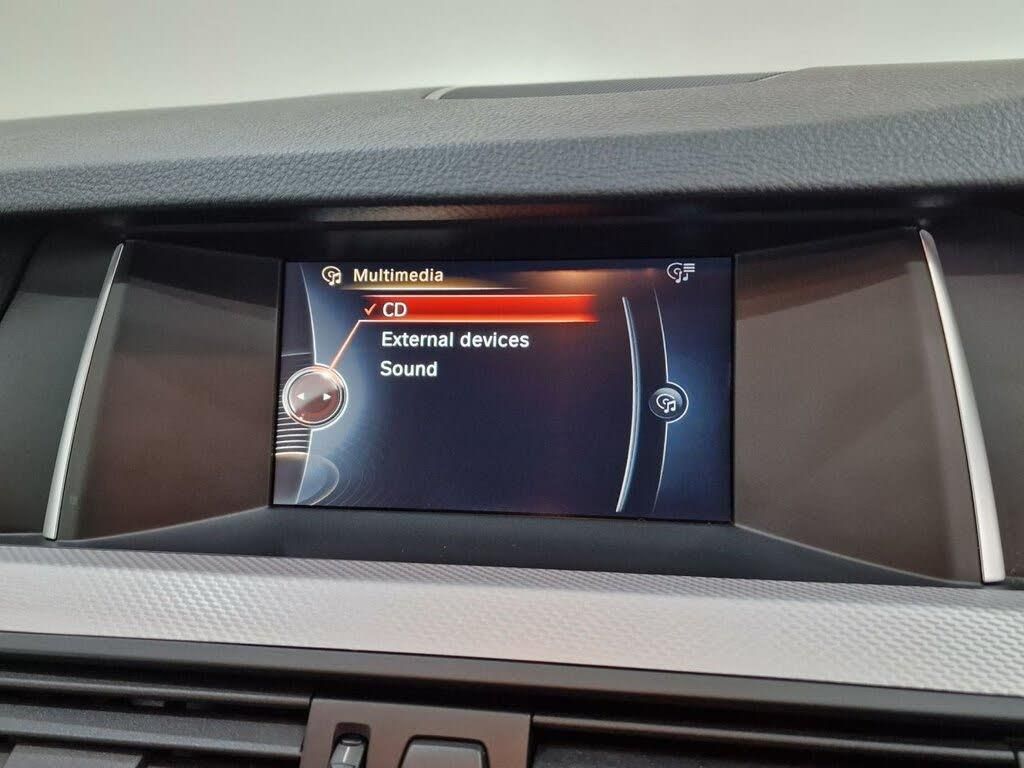 Multimedia
CD
External devices
Sound